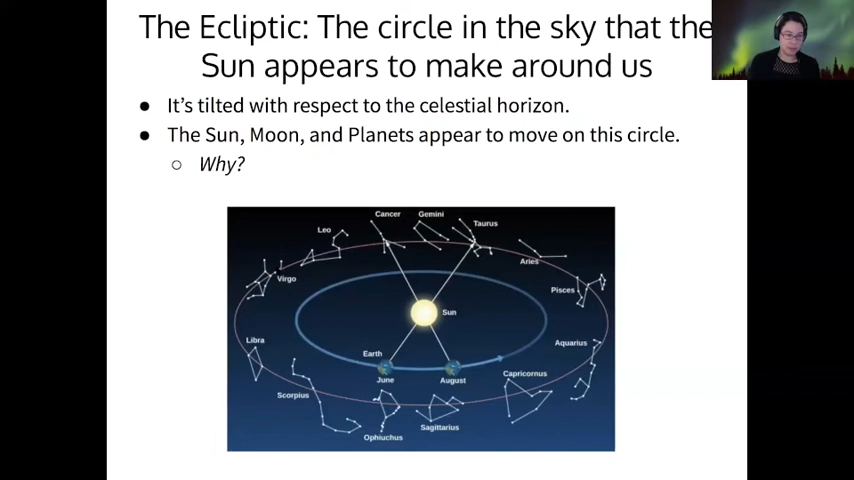 The Ecliptic: The circle in the sky that the
Sun appears to make around us
● It's tilted with respect to the celestial horizon.
● The Sun, Moon, and Planets appear to move on this circle.
○ Why?
Cancer
Gemini
Taurus
Leo
Aries
Virgo
Pisces
Sun
Libra
Earth
Aquarius
June
August
Capricornus
Scorpius
Sagittarius
Ophiuchus